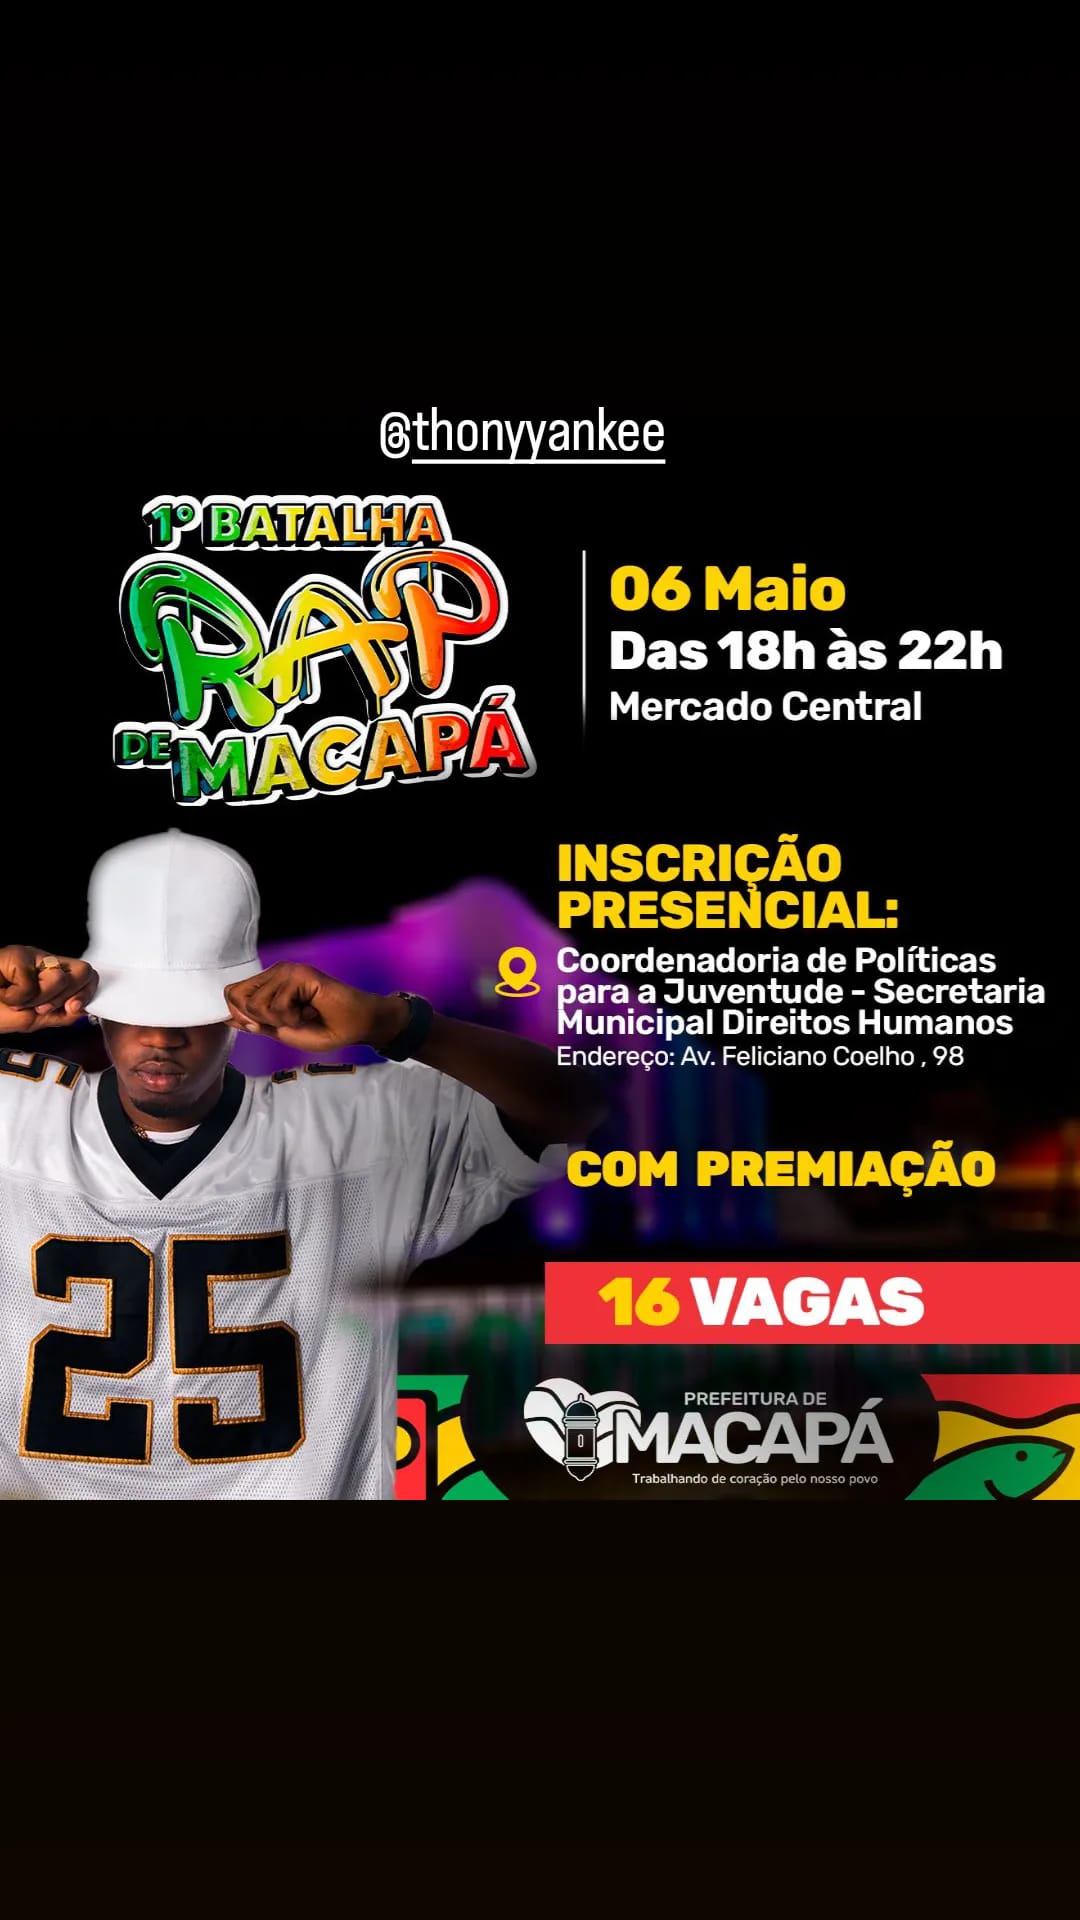 @thonyyankee
1º BATALHA
RAP
DE MACAPÁ
06 Maio
Das 18h às 22h
Mercado Central
INSCRIÇÃO
PRESENCIAL:
Coordenadoria de Políticas
para a Juventude - Secretaria
Municipal Direitos Humanos
Endereço: Av. Feliciano Coelho , 98
COM PREMIAÇÃO
16 VAGAS
25
PREFEITURA DE
MACAPÁ
Trabalhando de coração pelo nosso povo